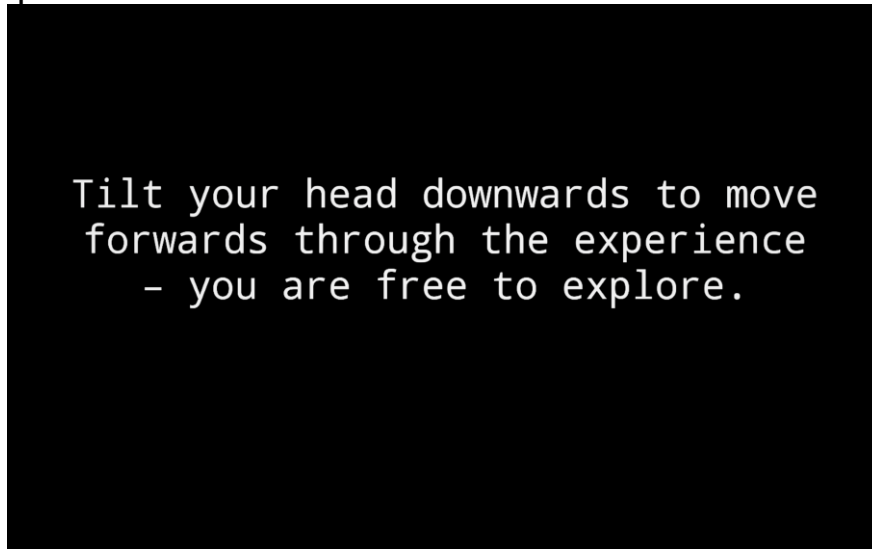 Tilt your head downwards to move
forwards through the experience
– you are free to explore.